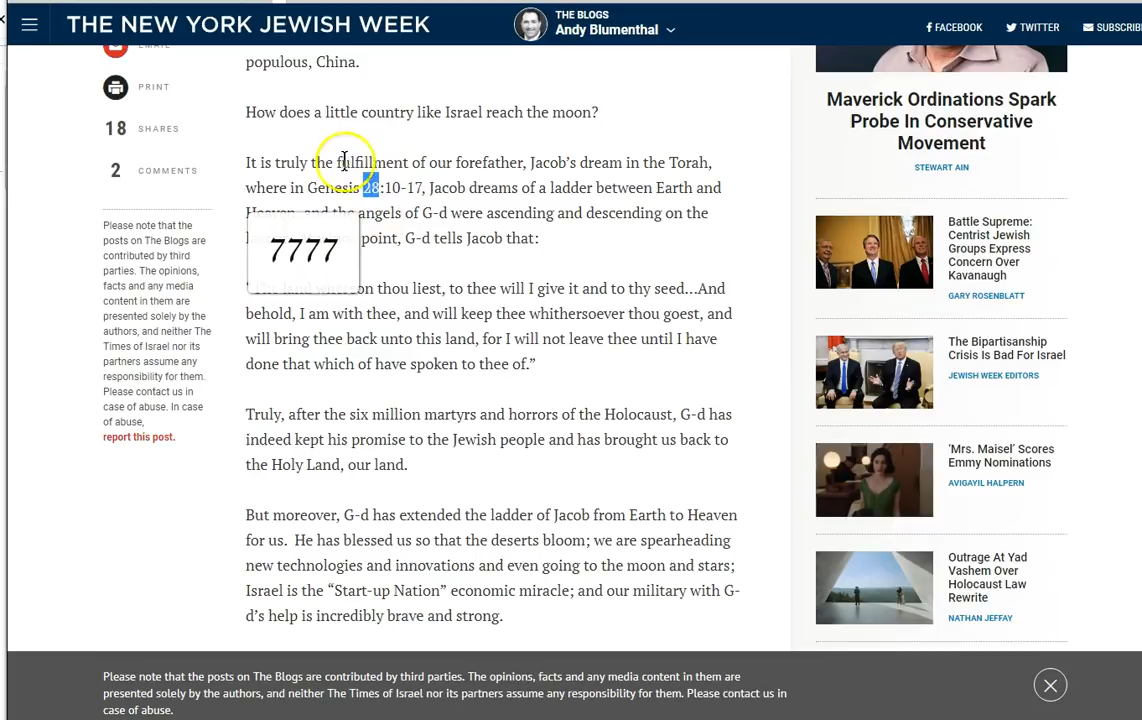 THE NEW YORK JEWISH WEEK
THE BLOGS
Andy Blumenthal
FACEBOOK
TWITTER
SUBSCRIB
EMAIL
PRINT
18 SHARES
2 COMMENTS
Please note that the
posts on The Blogs are
contributed by third
parties. The opinions,
facts and any media
content in them are
presented solely by the
authors, and neither The
Times of Israel nor its
partners assume any
responsibility for them.
Please contact us in
case of abuse. In case
of abuse,
report this post.
populous, China.
How does a little country like Israel reach the moon?
It is truly the fulfillment of our forefather, Jacob’s dream in the Torah,
where in Genesis 28:10-17, Jacob dreams of a ladder between Earth and
Heaven, and the angels of G-d were ascending and descending on the
point, G-d tells Jacob that:
7777
thou liest, to thee will I give it and to thy seed…And
behold, I am with thee, and will keep thee whithersoever thou goest, and
will bring thee back unto this land, for I will not leave thee until I have
done that which of have spoken to thee of.”
Truly, after the six million martyrs and horrors of the Holocaust, G-d has
indeed kept his promise to the Jewish people and has brought us back to
the Holy Land, our land.
But moreover, G-d has extended the ladder of Jacob from Earth to Heaven
for us. He has blessed us so that the deserts bloom; we are spearheading
new technologies and innovations and even going to the moon and stars;
Israel is the “Start-up Nation” economic miracle; and our military with G-
d’s help is incredibly brave and strong.
Maverick Ordinations Spark
Probe In Conservative
Movement
STEWART AIN
Battle Supreme:
Centrist Jewish
Groups Express
Concern Over
Kavanaugh
GARY ROSENBLATT
The Bipartisanship
Crisis Is Bad For Israel
JEWISH WEEK EDITORS
‘Mrs. Maisel’ Scores
Emmy Nominations
AVIGAYIL HALPERN
Outrage At Yad
Vashem Over
Holocaust Law
Rewrite
NATHAN JEFFAY
Please note that the posts on The Blogs are contributed by third parties. The opinions, facts and any media content in them are
presented solely by the authors, and neither The Times of Israel nor its partners assume any responsibility for them. Please contact us in
case of abuse.